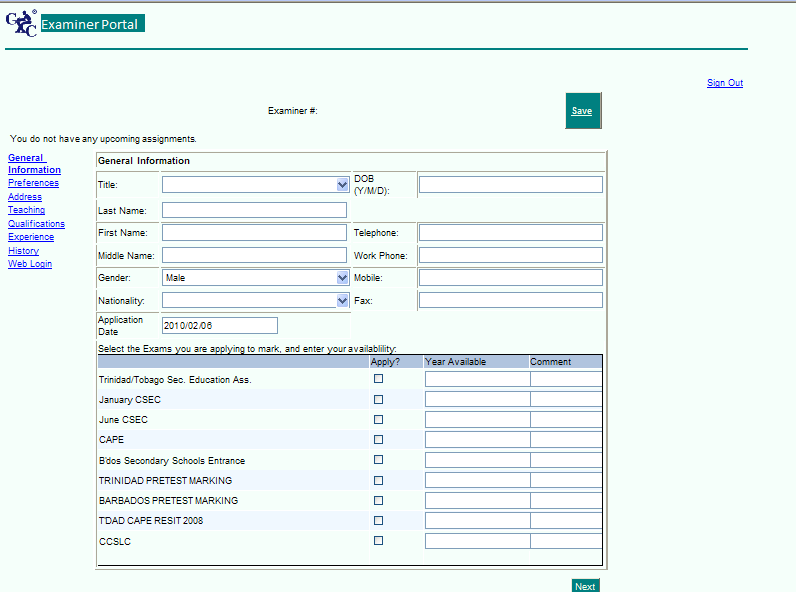 CXC® Examiner Portal
Sign Out
Examiner #:
Save
You do not have any upcoming assignments.
General
Information
Preferences
Address
Teaching
Qualifications
Experience
History
Web Login
General Information
Title:
DOB
(Y/M/D):
Last Name:
First Name:
Telephone:
Middle Name:
Work Phone:
Gender: Male
Mobile:
Nationality:
Fax:
Application
Date
2010/02/06
Select the Exams you are applying to mark, and enter your availablility:
Apply? Year Available Comment
Trinidad/Tobago Sec. Education Ass.
January CSEC
June CSEC
CAPE
B'dos Secondary Schools Entrance
TRINIDAD PRETEST MARKING
BARBADOS PRETEST MARKING
T'DAD CAPE RESIT 2008
CCSLC
Next